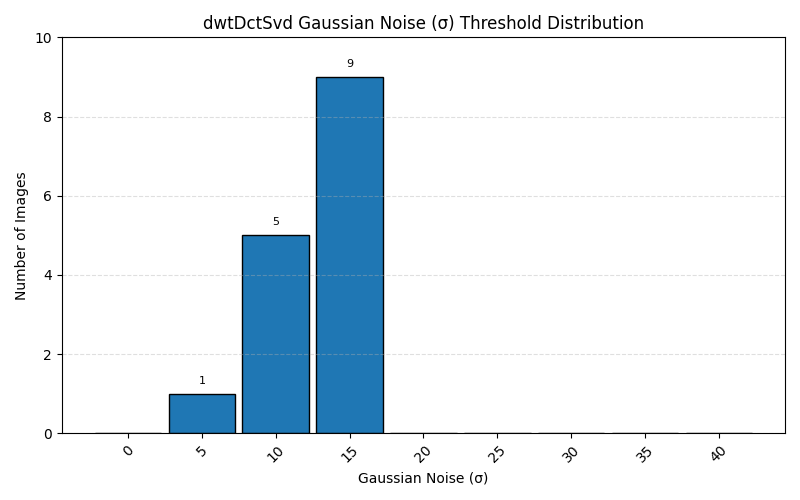 dwtDctSvd Gaussian Noise (σ) Threshold Distribution
10
8
6
4
2
0
Number of Images
1
5
9
0 5 10 15 20 25 30 35 40
Gaussian Noise (σ)